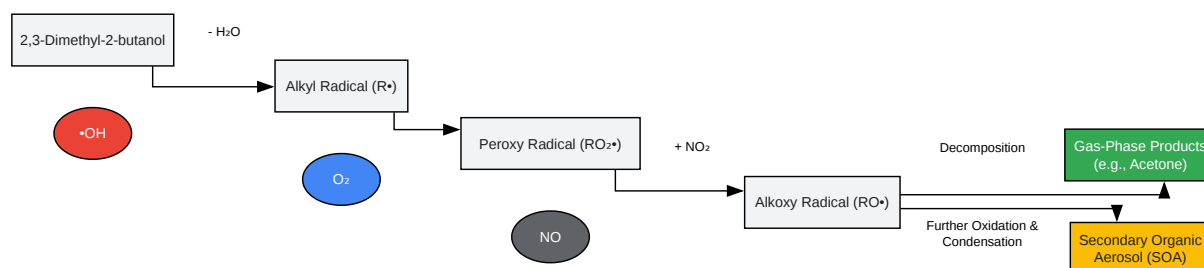 2,3-Dimethyl-2-butanol
- H₂O
•OH
Alkyl Radical (R•)
O₂
Peroxy Radical (RO₂•)
+ NO₂
NO
Alkoxy Radical (RO•)
Decomposition
Gas-Phase Products
(e.g., Acetone)
Further Oxidation &
Condensation
Secondary Organic
Aerosol (SOA)